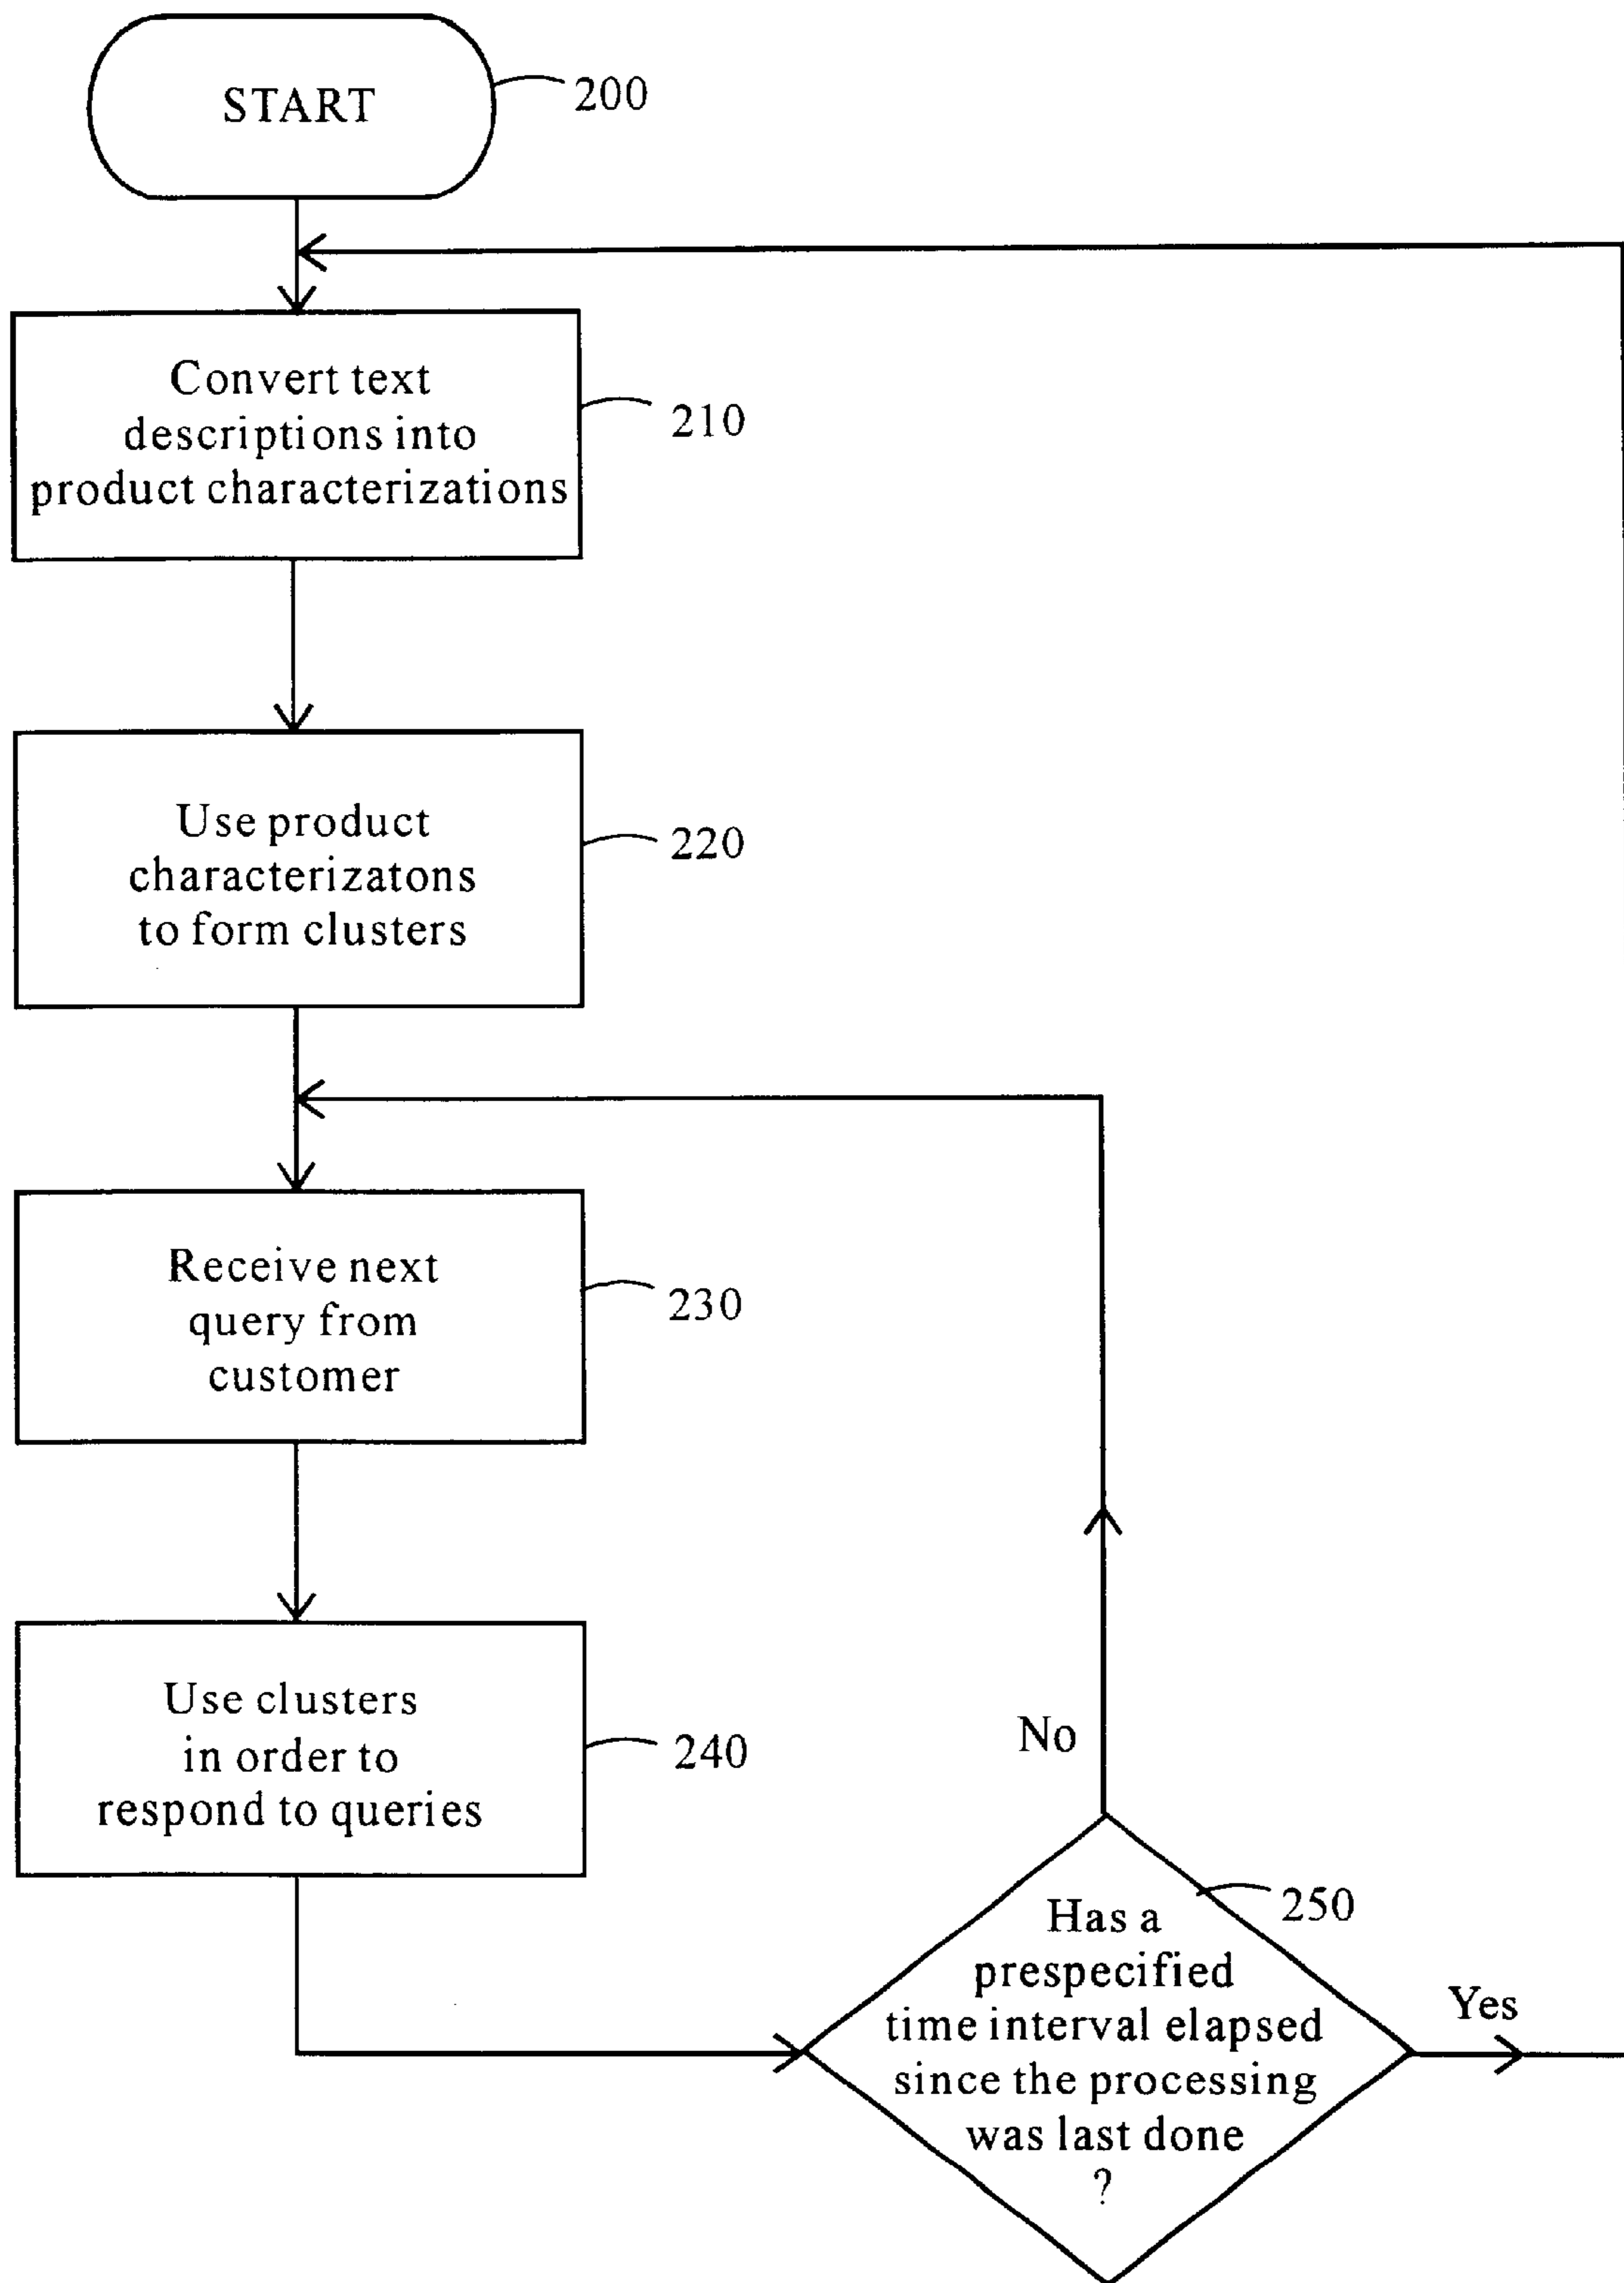 START
200
Convert text
descriptions into
product characterizations
210
Use product
characterizatons
to form clusters
220
Receive next
query from
customer
230
Use clusters
in order to
respond to queries
240
No
Has a
prespecified
time interval elapsed
since the processing
was last done
?
250
Yes